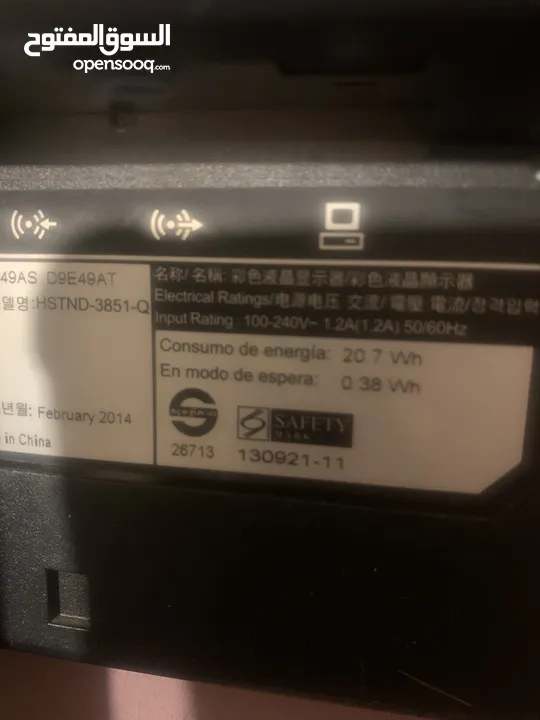 السوق المفتوح
opensooq.com
49AS D9E49AT
델명:HSTND-3851-Q
년월: February 2014
in China
名称/ 名稱: 彩色液晶显示器/彩色液晶顯示器
Electrical Ratings/电源电压 交流/ 電壓 電流/정격입력
Input Rating: 100-240V~ 1.2A(1.2A) 50/60Hz
Consumo de energía: 20.7 Wh
En modo de espera: 0.38 Wh
SAFETY
26713
130921-11